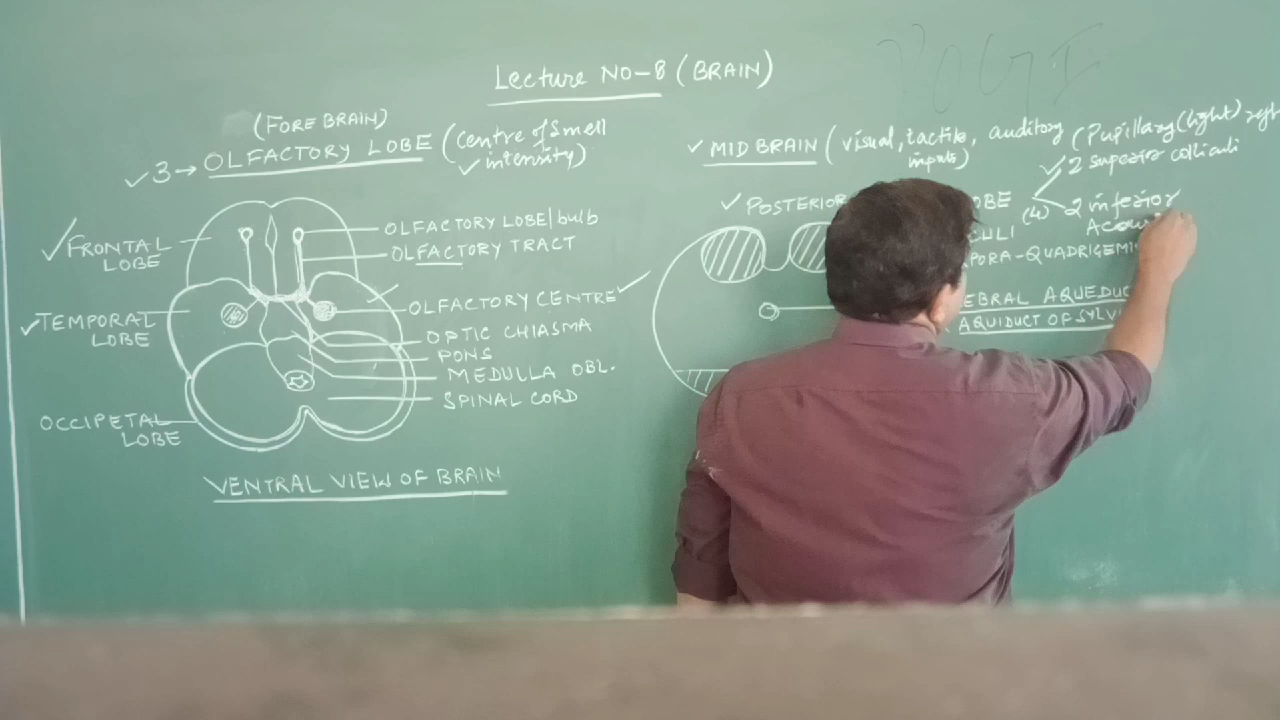 Lecture NO-8 (BRAIN)
(FORE BRAIN)
3→ OLFACTORY LOBE (Centre of Smell
intensity)
FRONTAL
LOBE
TEMPORAL
LOBE
OCCIPETAL
LOBE
OLFACTORY LOBE/bulb
OLFACTORY TRACT
OLFACTORY CENTRE
OPTIC CHIASMA
PONS
MEDULLA OBL.
SPINAL CORD
VENTRAL VIEW OF BRAIN
MID BRAIN (visual, tactile, auditory (Pupillary (light)
inputs)
2 superior colliculi
POSTERIOR
OBE
(4) 2 inferior
CULI
PORA-QUADRIGEMI
EBRAL AQUEDUC
AQUIDUCT OF SYLVI